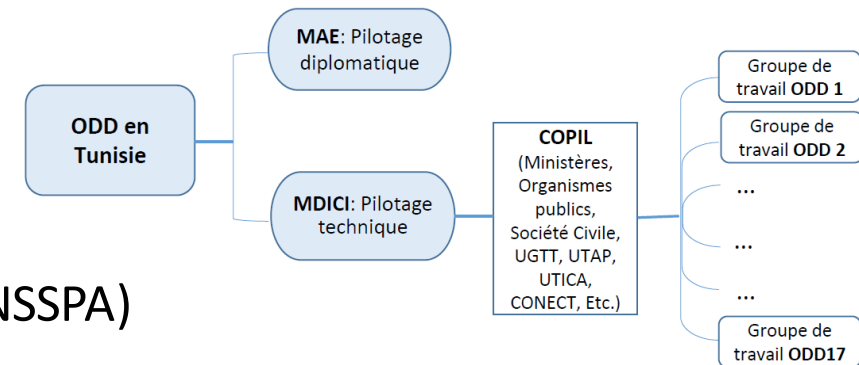 ODD en
Tunisie
MAE: Pilotage
diplomatique
MDICI: Pilotage
technique
COPIL
(Ministères,
Organismes
publics,
Société Civile,
UGTT, UTAP,
UTICA,
CONECT, Etc.)
Groupe de
travail ODD 1
Groupe de
travail ODD 2
...
...
...
Groupe de
travail ODD17
NSSPA)